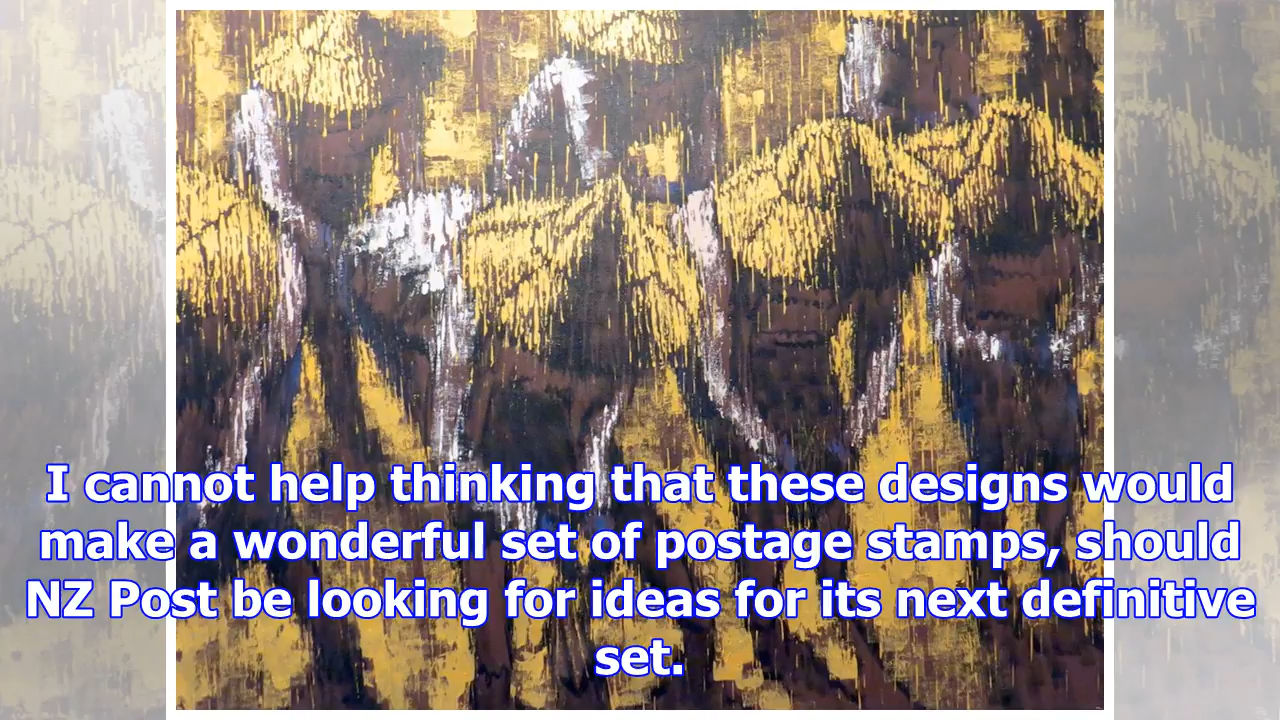 I cannot help thinking that these designs would
make a wonderful set of postage stamps, should
NZ Post be looking for ideas for its next definitive
set.